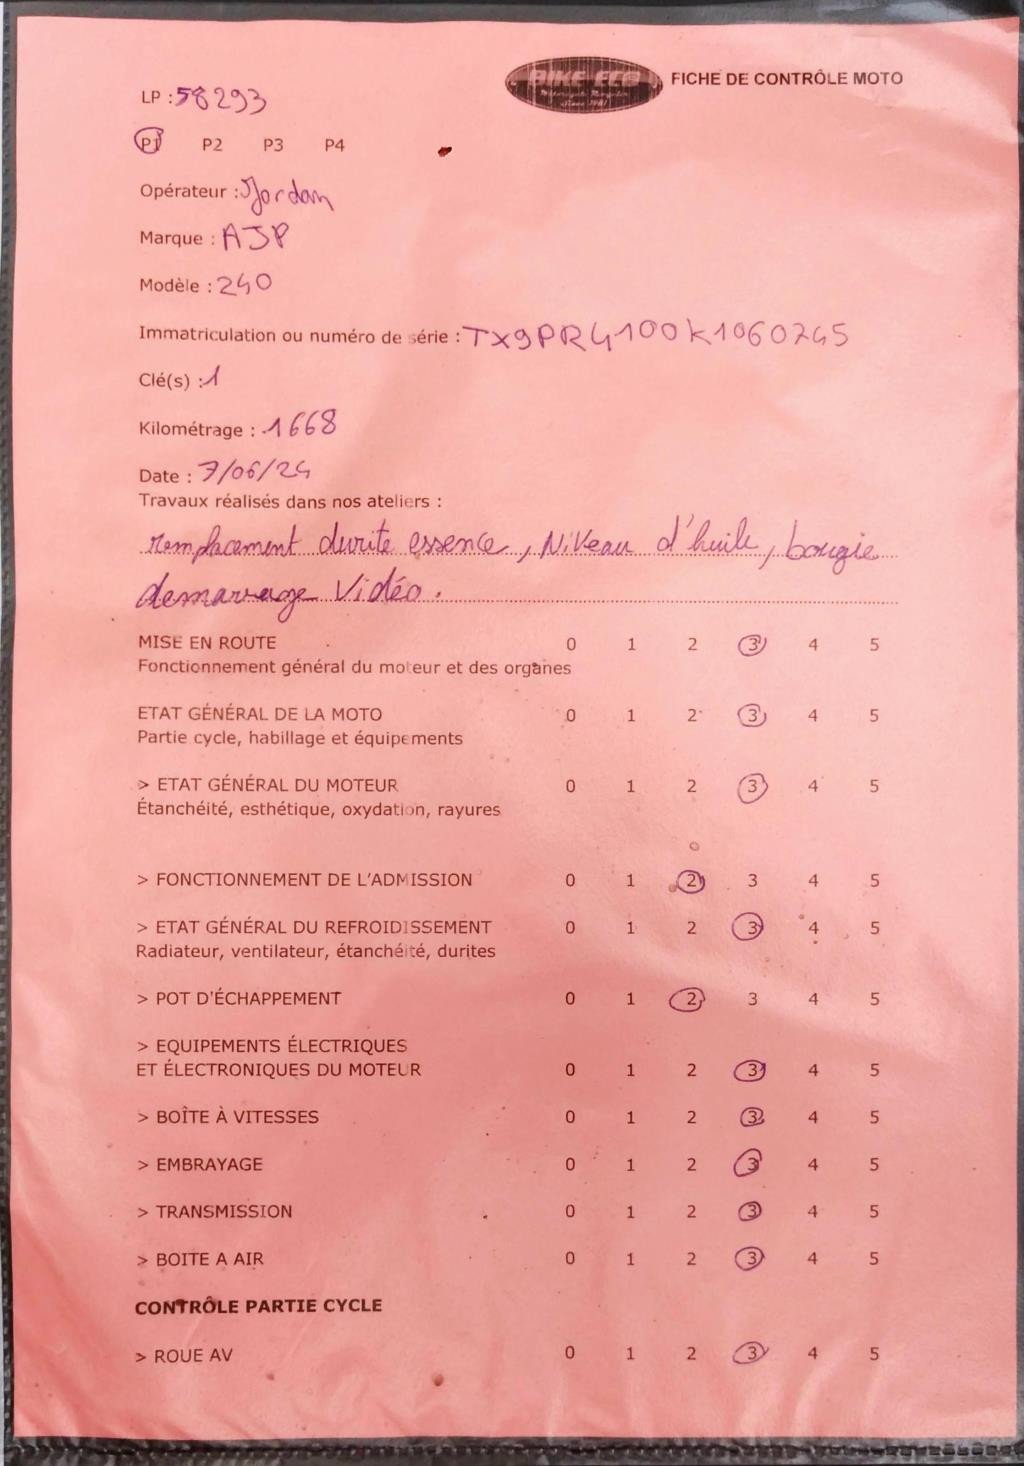 BIKE ECO
FICHE DE CONTRÔLE MOTO
LP : 58293
P1 P2 P3 P4
Opérateur : Jordan
Marque : AJP
Modèle : 240
Immatriculation ou numéro de série : TX9PR4100K1060745
Clé(s) : 1
Kilométrage : 1668
Date : 7/06/24
Travaux réalisés dans nos ateliers :
remplacement durite essence, Niveau d'huile, bougie
demarrage Vidéo.
MISE EN ROUTE 0 1 2 3 4 5
Fonctionnement général du moteur et des organes
ETAT GÉNÉRAL DE LA MOTO 0 1 2 3 4 5
Partie cycle, habillage et équipements
> ETAT GÉNÉRAL DU MOTEUR 0 1 2 3 4 5
Étanchéité, esthétique, oxydation, rayures
> FONCTIONNEMENT DE L'ADMISSION 0 1 2 3 4 5
> ETAT GÉNÉRAL DU REFROIDISSEMENT 0 1 2 3 4 5
Radiateur, ventilateur, étanchéité, durites
> POT D'ÉCHAPPEMENT 0 1 2 3 4 5
> EQUIPEMENTS ÉLECTRIQUES
ET ÉLECTRONIQUES DU MOTEUR 0 1 2 3 4 5
> BOÎTE À VITESSES 0 1 2 3 4 5
> EMBRAYAGE 0 1 2 3 4 5
> TRANSMISSION 0 1 2 3 4 5
> BOITE A AIR 0 1 2 3 4 5
CONTRÔLE PARTIE CYCLE
> ROUE AV 0 1 2 3 4 5